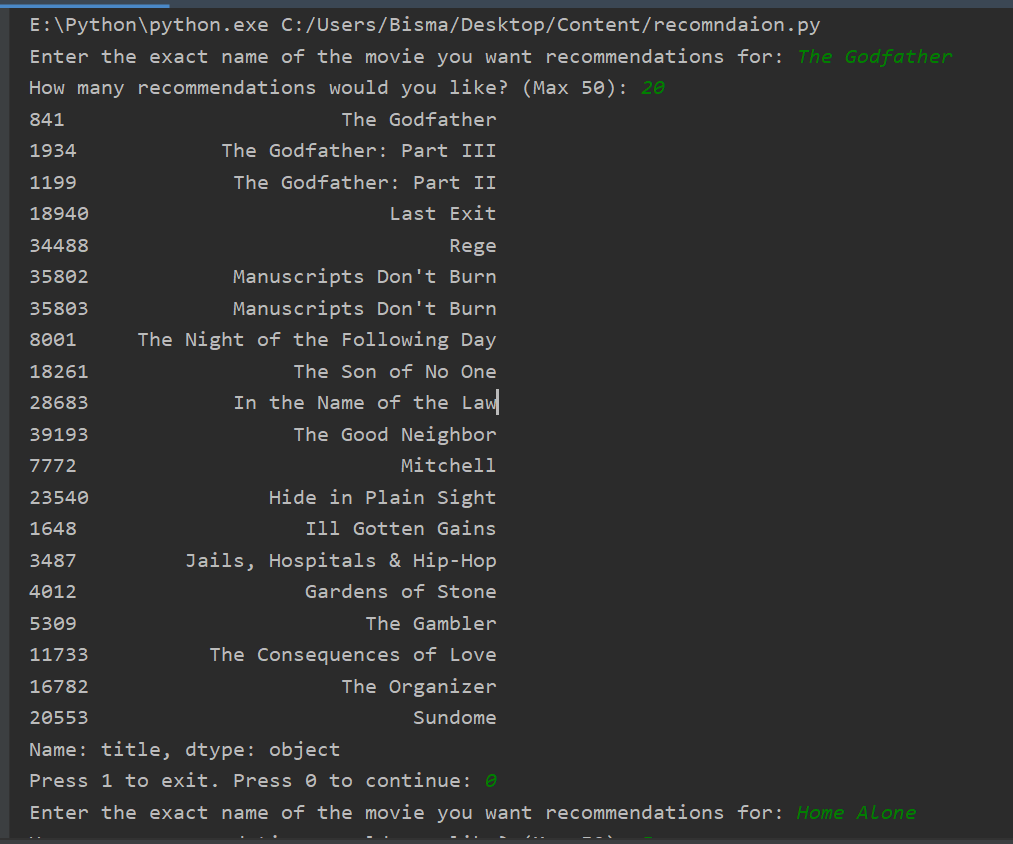 E:\Python\python.exe C:/Users/Bisma/Desktop/Content/recomndaion.py
Enter the exact name of the movie you want recommendations for: The Godfather
How many recommendations would you like? (Max 50): 20
841 The Godfather
1934 The Godfather: Part III
1199 The Godfather: Part II
18940 Last Exit
34488 Rege
35802 Manuscripts Don't Burn
35803 Manuscripts Don't Burn
8001 The Night of the Following Day
18261 The Son of No One
28683 In the Name of the Law
39193 The Good Neighbor
7772 Mitchell
23540 Hide in Plain Sight
1648 Ill Gotten Gains
3487 Jails, Hospitals & Hip-Hop
4012 Gardens of Stone
5309 The Gambler
11733 The Consequences of Love
16782 The Organizer
20553 Sundome
Name: title, dtype: object
Press 1 to exit. Press 0 to continue: 0
Enter the exact name of the movie you want recommendations for: Home Alone